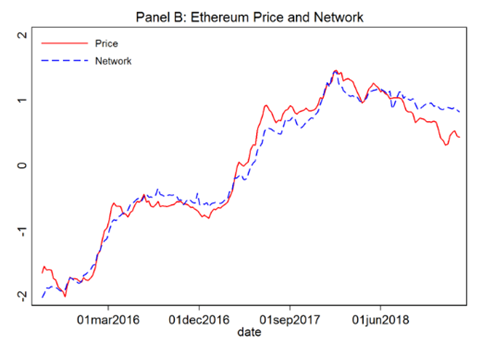 Panel B: Ethereum Price and Network
Price
Network
2
1
0
-1
-2
01mar2016 01dec2016 01sep2017 01jun2018
date